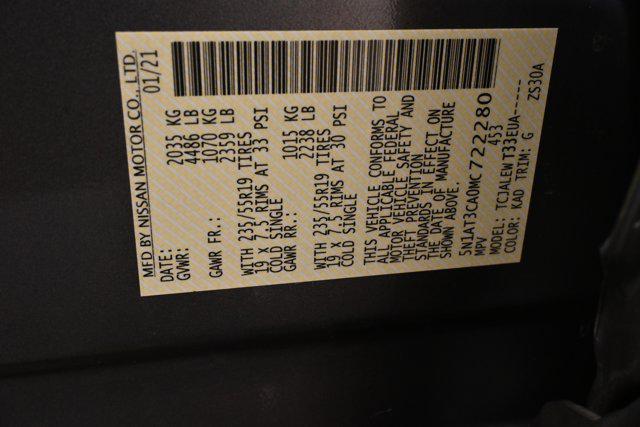 MFD BY NISSAN MOTOR CO., LTD.
DATE: 01/21
GVWR: 2035 KG
4486 LB
GAWR FR.: 1070 KG
2359 LB
WITH 235/55R19 TIRES
19 X 7.5 RIMS AT 33 PSI
COLD SINGLE
GAWR RR.: 1015 KG
2238 LB
WITH 235/55R19 TIRES
19 X 7.5 RIMS AT 30 PSI
COLD SINGLE
THIS VEHICLE CONFORMS TO
ALL APPLICABLE FEDERAL
MOTOR VEHICLE SAFETY AND
THEFT PREVENTION
STANDARDS IN EFFECT ON
THE DATE OF MANUFACTURE
SHOWN ABOVE.
5N1AT3CA0MC722280
MPV 453
MODEL: TCJALEWT33EUA------
COLOR: KAD TRIM: G ZS30A